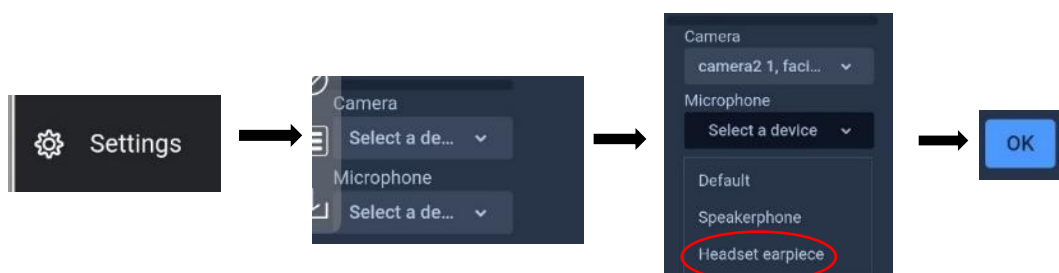 Settings
Camera
Select a de...
Microphone
Select a de...
Camera
camera2 1, faci...
Microphone
Select a device
Default
Speakerphone
Headset earpiece
OK